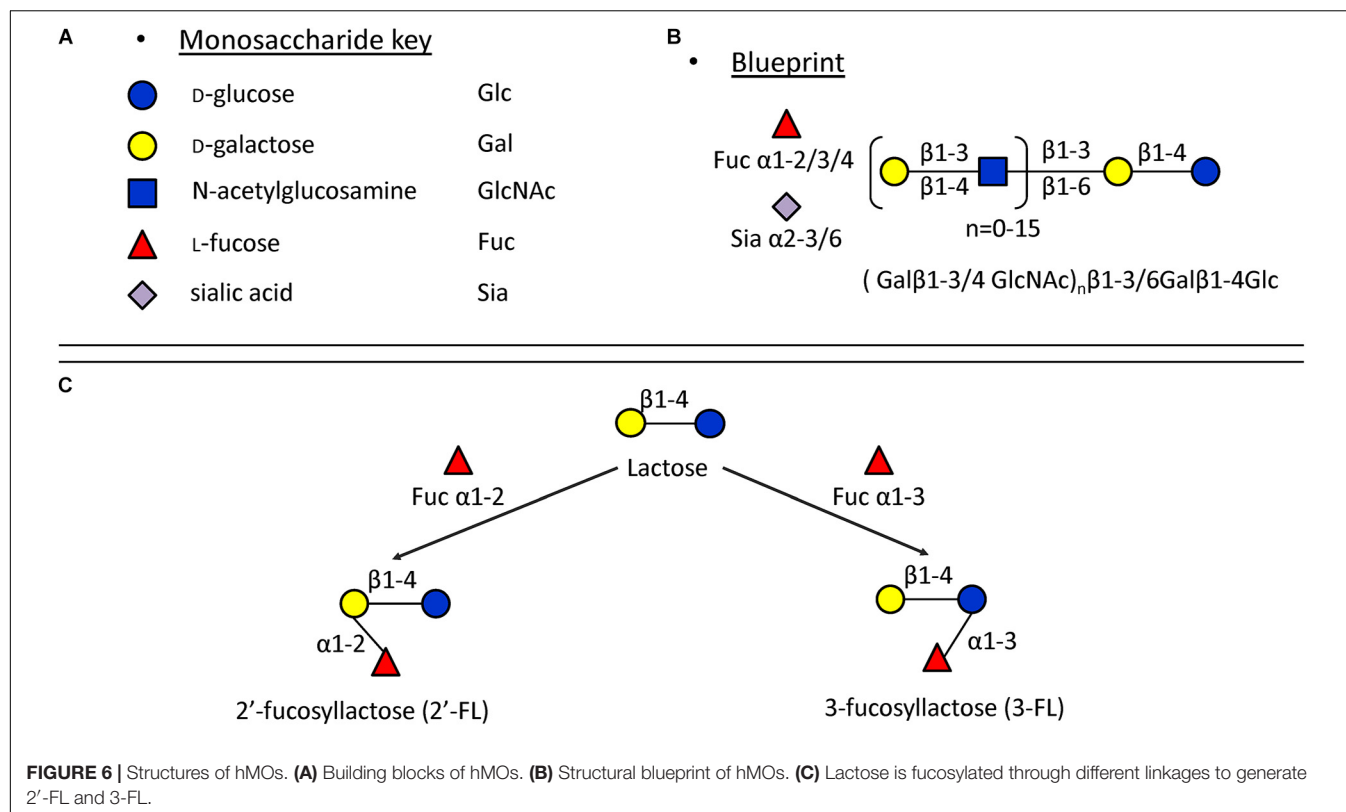 A
• Monosaccharide key
D-glucose Glc
D-galactose Gal
N-acetylglucosamine GlcNAc
L-fucose Fuc
sialic acid Sia
B
• Blueprint
Fuc α1-2/3/4
Sia α2-3/6
β1-3 β1-3 β1-4
β1-4 β1-6
n=0-15
( Galβ1-3/4 GlcNAc)nβ1-3/6Galβ1-4Glc
C
β1-4
Lactose
Fuc α1-2
Fuc α1-3
β1-4
α1-2
2′-fucosyllactose (2′-FL)
β1-4
α1-3
3-fucosyllactose (3-FL)
FIGURE 6 | Structures of hMOs. (A) Building blocks of hMOs. (B) Structural blueprint of hMOs. (C) Lactose is fucosylated through different linkages to generate
2′-FL and 3-FL.